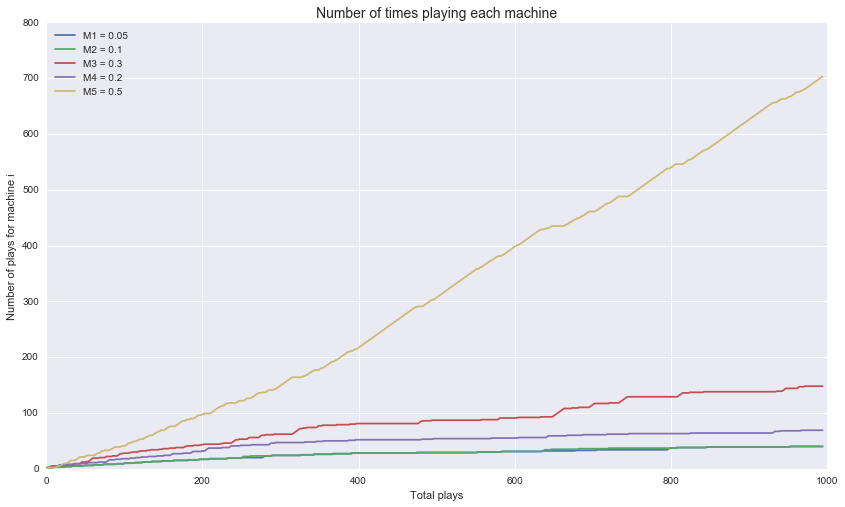 Number of times playing each machine
800
700
600
500
400
300
200
100
0
Number of plays for machine i
M1 = 0.05
M2 = 0.1
M3 = 0.3
M4 = 0.2
M5 = 0.5
0
200
400
600
800
1000
Total plays